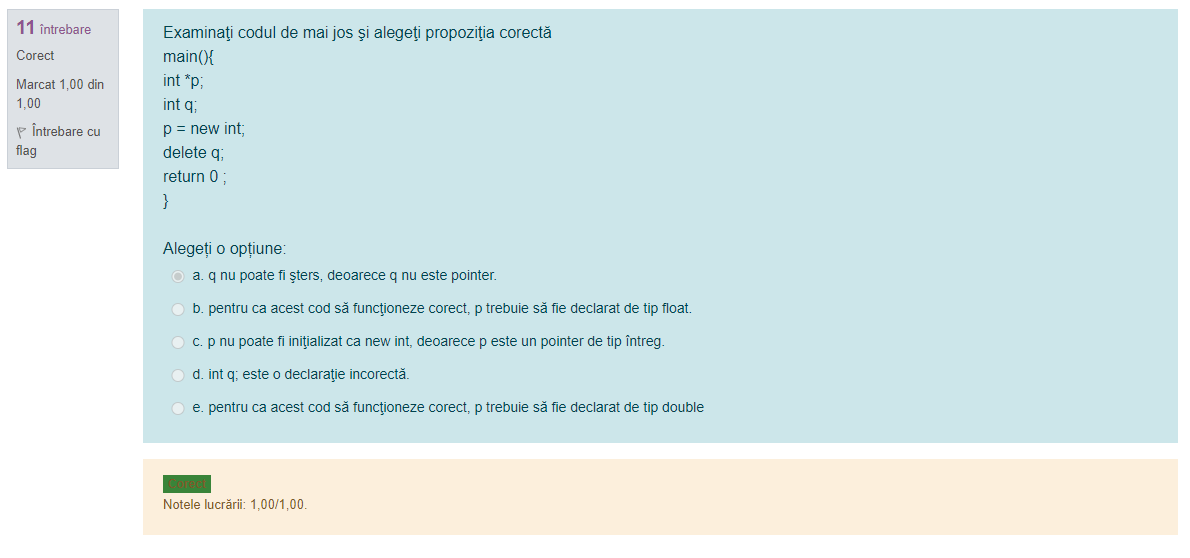 11 întrebare
Corect
Marcat 1,00 din
1,00
Întrebare cu
flag
Examinaţi codul de mai jos şi alegeţi propoziţia corectă
main(){
int *p;
int q;
p = new int;
delete q;
return 0 ;
}
Alegeți o opțiune:
a. q nu poate fi şters, deoarece q nu este pointer.
b. pentru ca acest cod să funcţioneze corect, p trebuie să fie declarat de tip float.
c. p nu poate fi iniţializat ca new int, deoarece p este un pointer de tip întreg.
d. int q; este o declaraţie incorectă.
e. pentru ca acest cod să funcţioneze corect, p trebuie să fie declarat de tip double
Corect
Notele lucrării: 1,00/1,00.